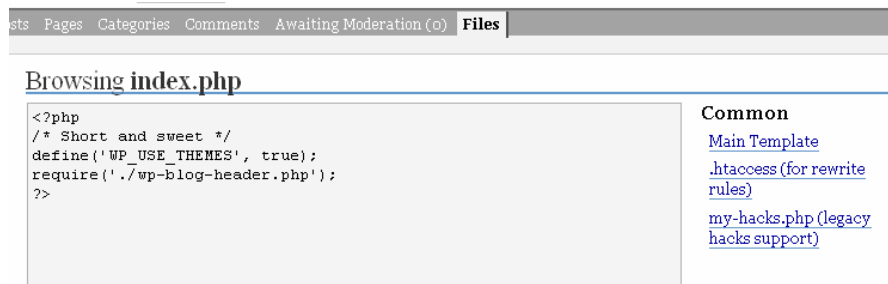 Pages Categories Comments Awaiting Moderation (0) Files
Browsing index.php
<?php
/* Short and sweet */
define('WP_USE_THEMES', true);
require('./wp-blog-header.php');
?>
Common
Main Template
.htaccess (for rewrite
rules)
my-hacks.php (legacy
hacks support)